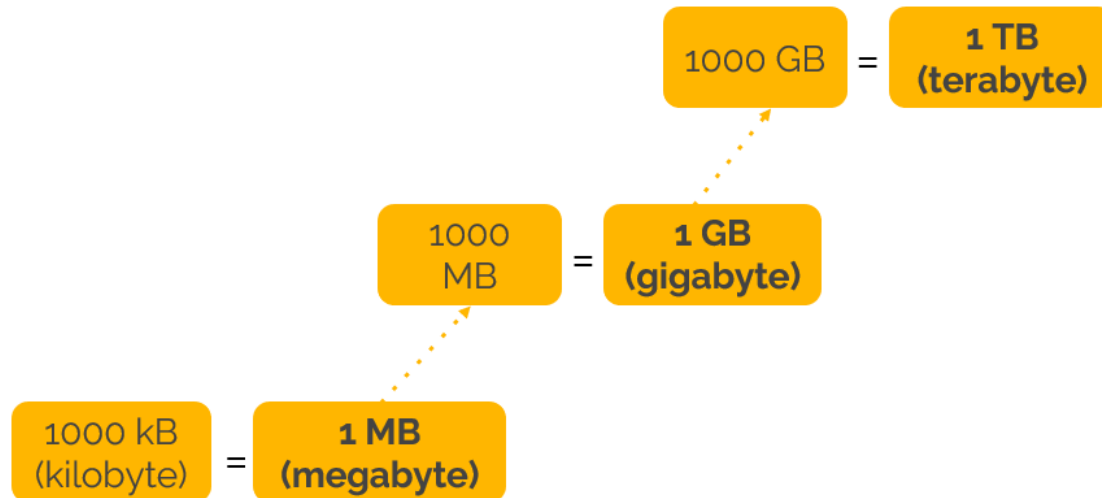 1000 GB
=
1 TB
(terabyte)
1000
MB
=
1 GB
(gigabyte)
1000 kB
(kilobyte)
=
1 MB
(megabyte)